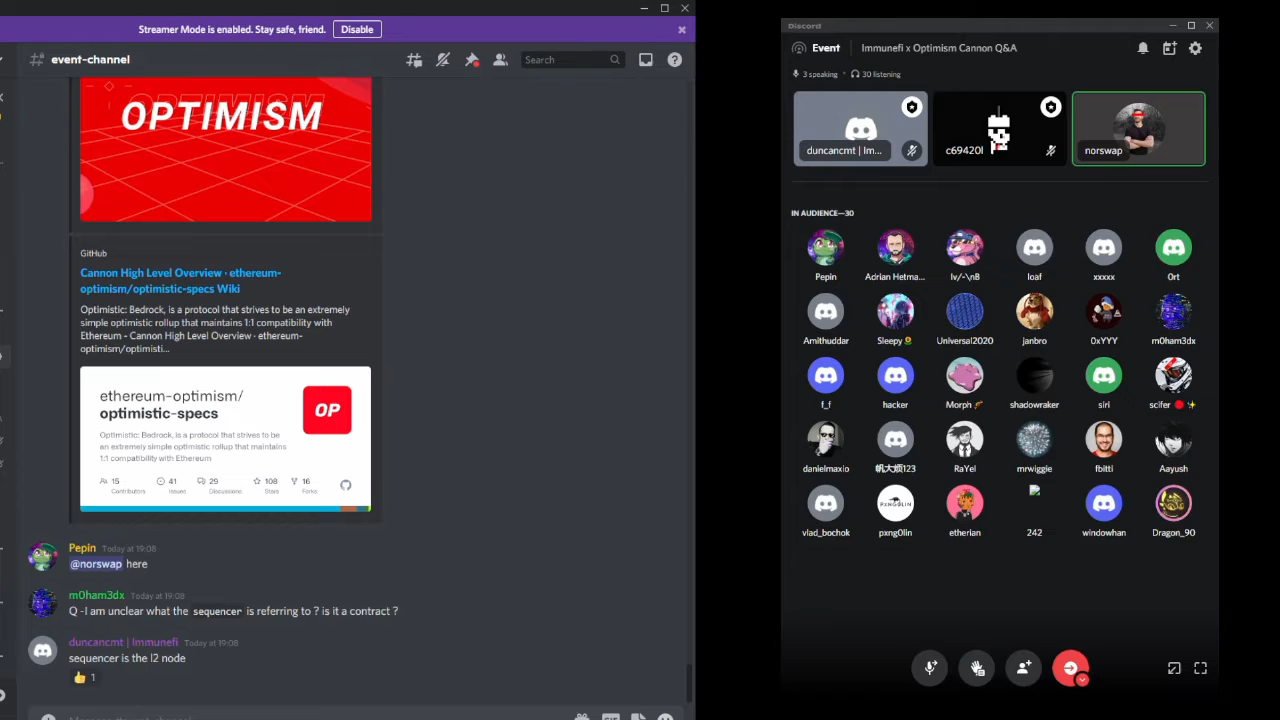 Streamer Mode is enabled. Stay safe, friend.
Disable
event-channel
Search
OPTIMISM
GitHub
Cannon High Level Overview · ethereum-
optimism/optimistic-specs Wiki
Optimistic: Bedrock, is a protocol that strives to be an extremely
simple optimistic rollup that maintains 1:1 compatibility with
Ethereum - Cannon High Level Overview · ethereum-
optimism/optimisti...
ethereum-optimism/
optimistic-specs
OP
Optimistic: Bedrock, is a protocol that strives to be
an extremely simple optimistic rollup that maintains
1:1 compatibility with Ethereum
15 Contributors
41 Issues
29 Discussions
108 Stars
16 Forks
Pepin Today at 19:08
@norswap here
m0ham3dx Today at 19:08
Q -I am unclear what the sequencer is referring to ? is it a contract ?
duncancmt | Immunefi Today at 19:08
sequencer is the l2 node
1
Discord
Event
Immunefi x Optimism Cannon Q&A
3 speaking · 30 listening
duncancmt | Im...
c69420l
norswap
IN AUDIENCE—30
Pepin
Adrian Hetma...
lv/-\nB
loaf
xxxxx
Ort
Amithuddar
Sleepy
Universal2020
janbro
0xYYY
m0ham3dx
f_f
hacker
Morph
shadowraker
siri
scifer
danielmaxio
RaYel
mrwiggie
fbitti
Aayush
vlad_bochok
PXNGOLIN
pxng0lin
etherian
242
windowhan
Dragon_90